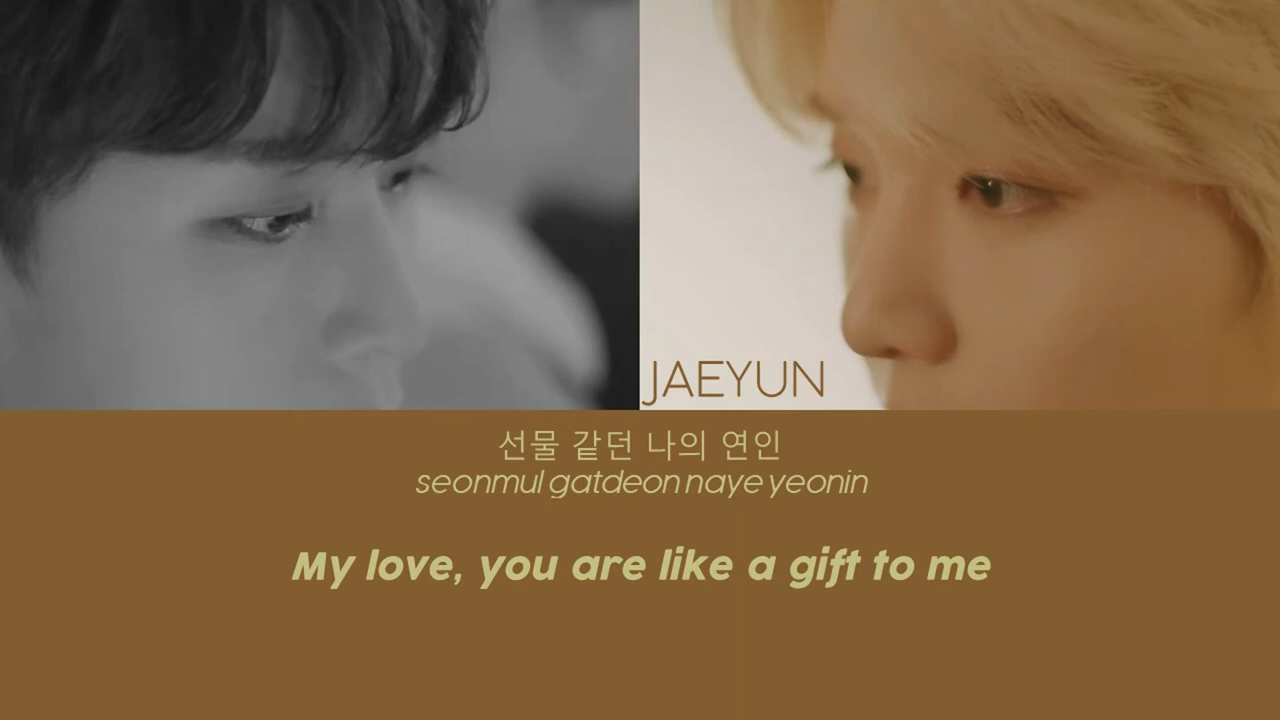 JAEYUN
선물 같던 나의 연인
seonmul gatdeon naye yeonin
My love, you are like a gift to me